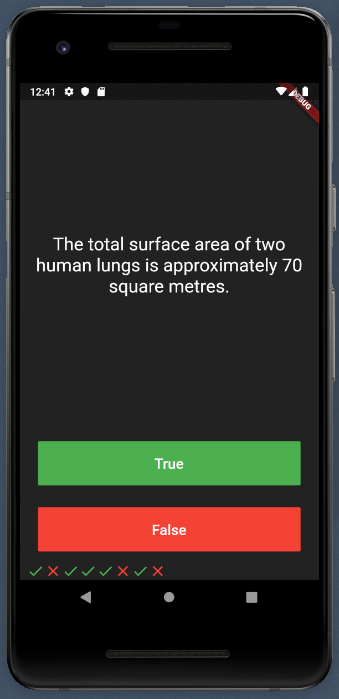 12:41
DEBUG
The total surface area of two
human lungs is approximately 70
square metres.
True
False